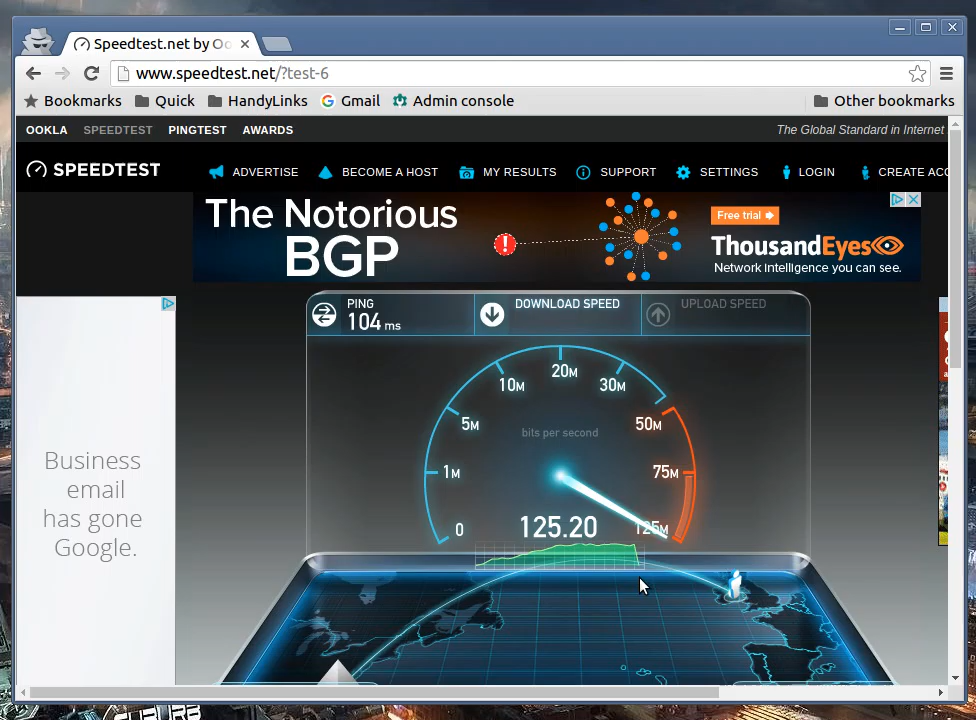 Speedtest.net by Oo
www.speedtest.net/?test-6
Bookmarks Quick HandyLinks Gmail Admin console Other bookmarks
OOKLA SPEEDTEST PINGTEST AWARDS The Global Standard in Internet
SPEEDTEST ADVERTISE BECOME A HOST MY RESULTS SUPPORT SETTINGS LOGIN CREATE ACC
The Notorious
BGP
!
Free trial
ThousandEyes
Network intelligence you can see.
PING
104 ms
DOWNLOAD SPEED
UPLOAD SPEED
20M
10M 30M
5M 50M
bits per second
1M 75M
0 125.20 125M
Business
email
has gone
Google.